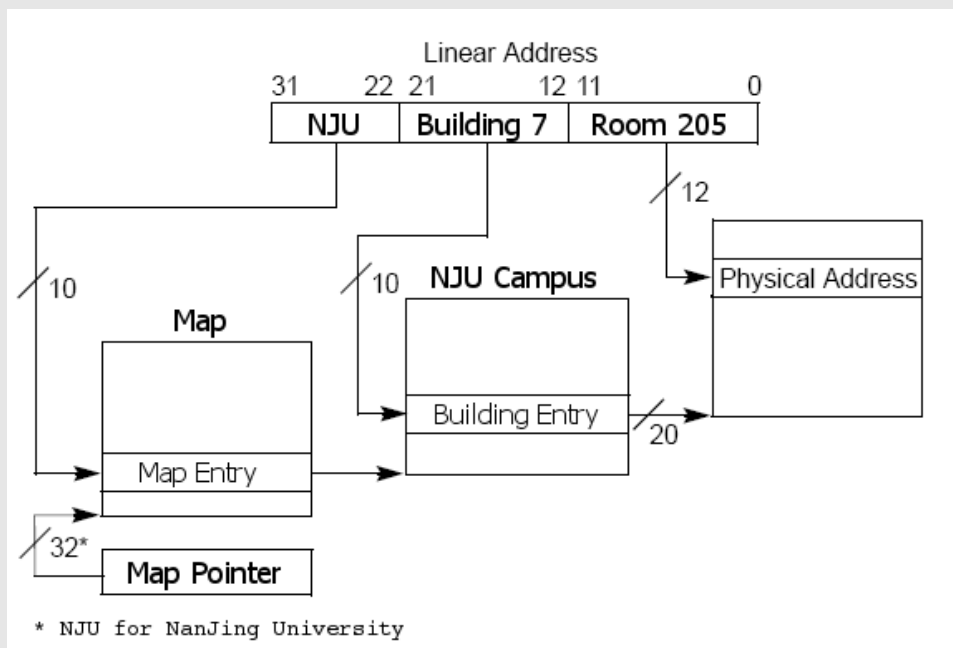 Linear Address
31 22 21 12 11 0
NJU Building 7 Room 205
12
10
10
NJU Campus
Physical Address
Map
Building Entry
20
Map Entry
32*
Map Pointer
* NJU for NanJing University